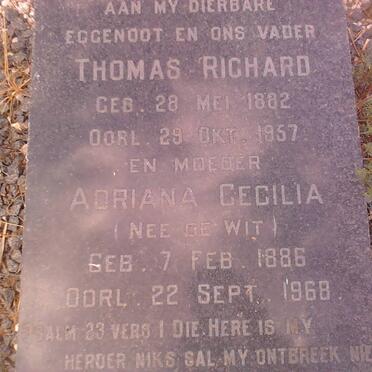 AAN MY DIERBARE
EGGENOOT EN ONS VADER
THOMAS RICHARD
GEB. 28 MEI 1882
OORL. 29 OKT. 1957
EN MOEDER
ADRIANA CECILIA
(NEE DE WIT)
GEB. 7 FEB. 1886
OORL. 22 SEPT. 1968
PSALM 23 VERS 1 DIE HERE IS MY
HERDER NIKS SAL MY ONTBREEK NIE